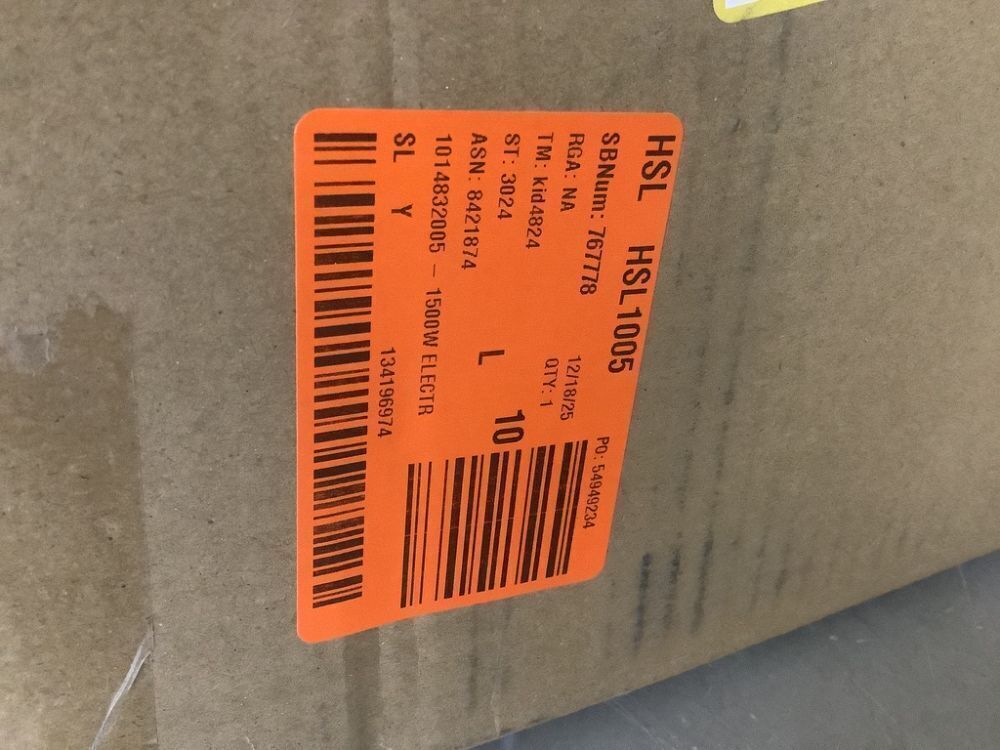 HSL HSL1005
PO: 54949234
SBNum: 767778
12/18/25
RGA: NA
QTY: 1
TM: kid4824
ST: 3024
10
ASN: 8421874
L
1014832005 - 1500W ELECTR
SL Y
134196974